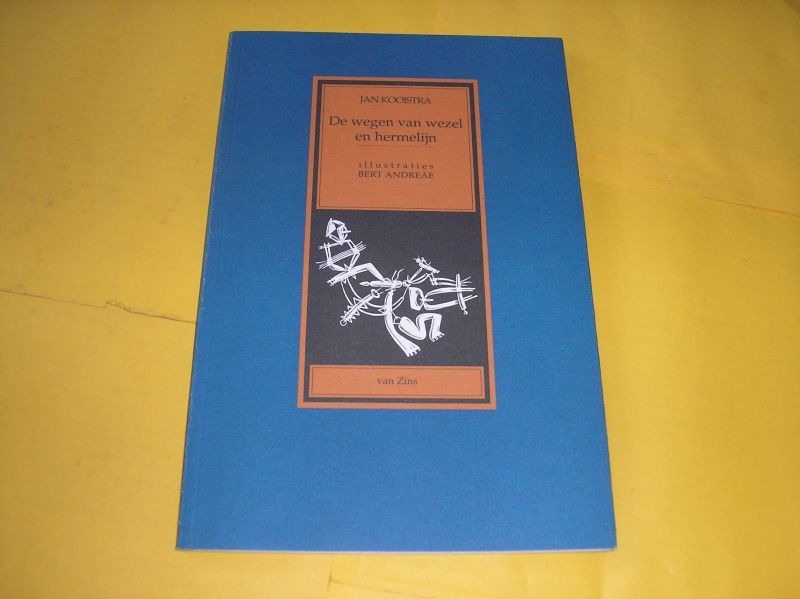 JAN KOOISTRA
De wegen van wezel
en hermelijn
illustraties
BERT ANDREAE
van Zins